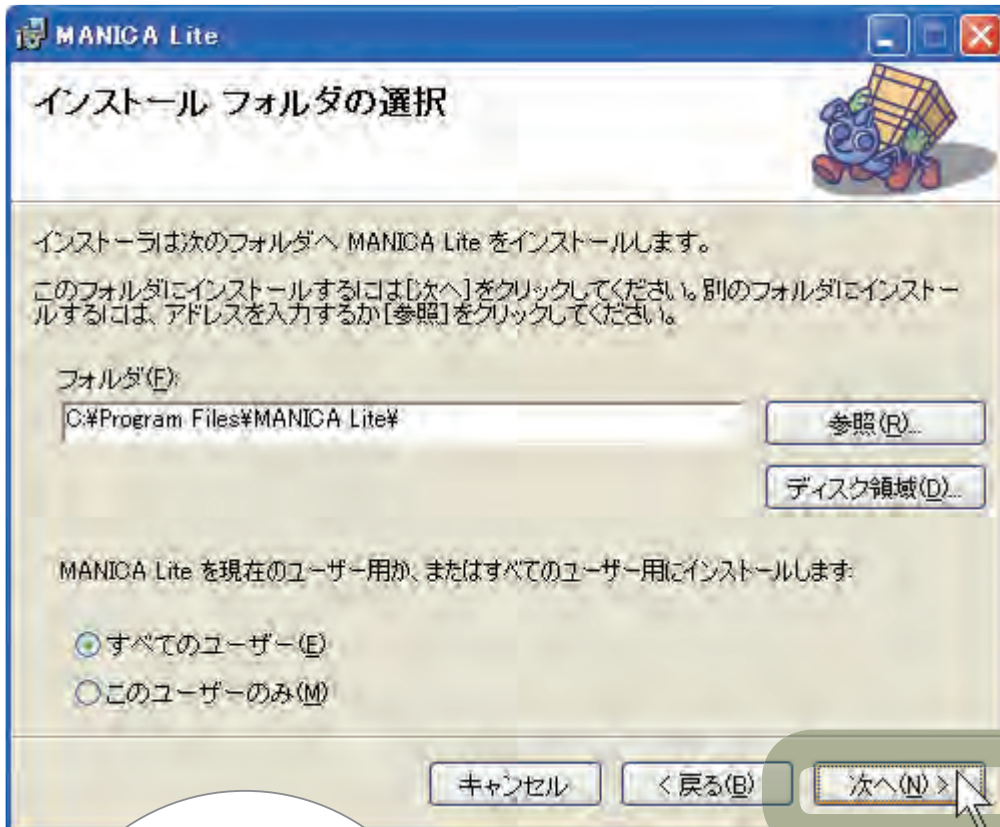 MANICA Lite
インストール フォルダの選択
インストーラは次のフォルダへ MANICA Lite をインストールします。
このフォルダにインストールするには[次へ]をクリックしてください。別のフォルダにインストー
ルするには、アドレスを入力するか[参照]をクリックしてください。
フォルダ(F):
C:¥Program Files¥MANICA Lite¥
参照(R)...
ディスク領域(D)...
MANICA Lite を現在のユーザー用か、またはすべてのユーザー用にインストールします:
すべてのユーザー(E)
このユーザーのみ(M)
キャンセル
< 戻る(B)
次へ(N) >